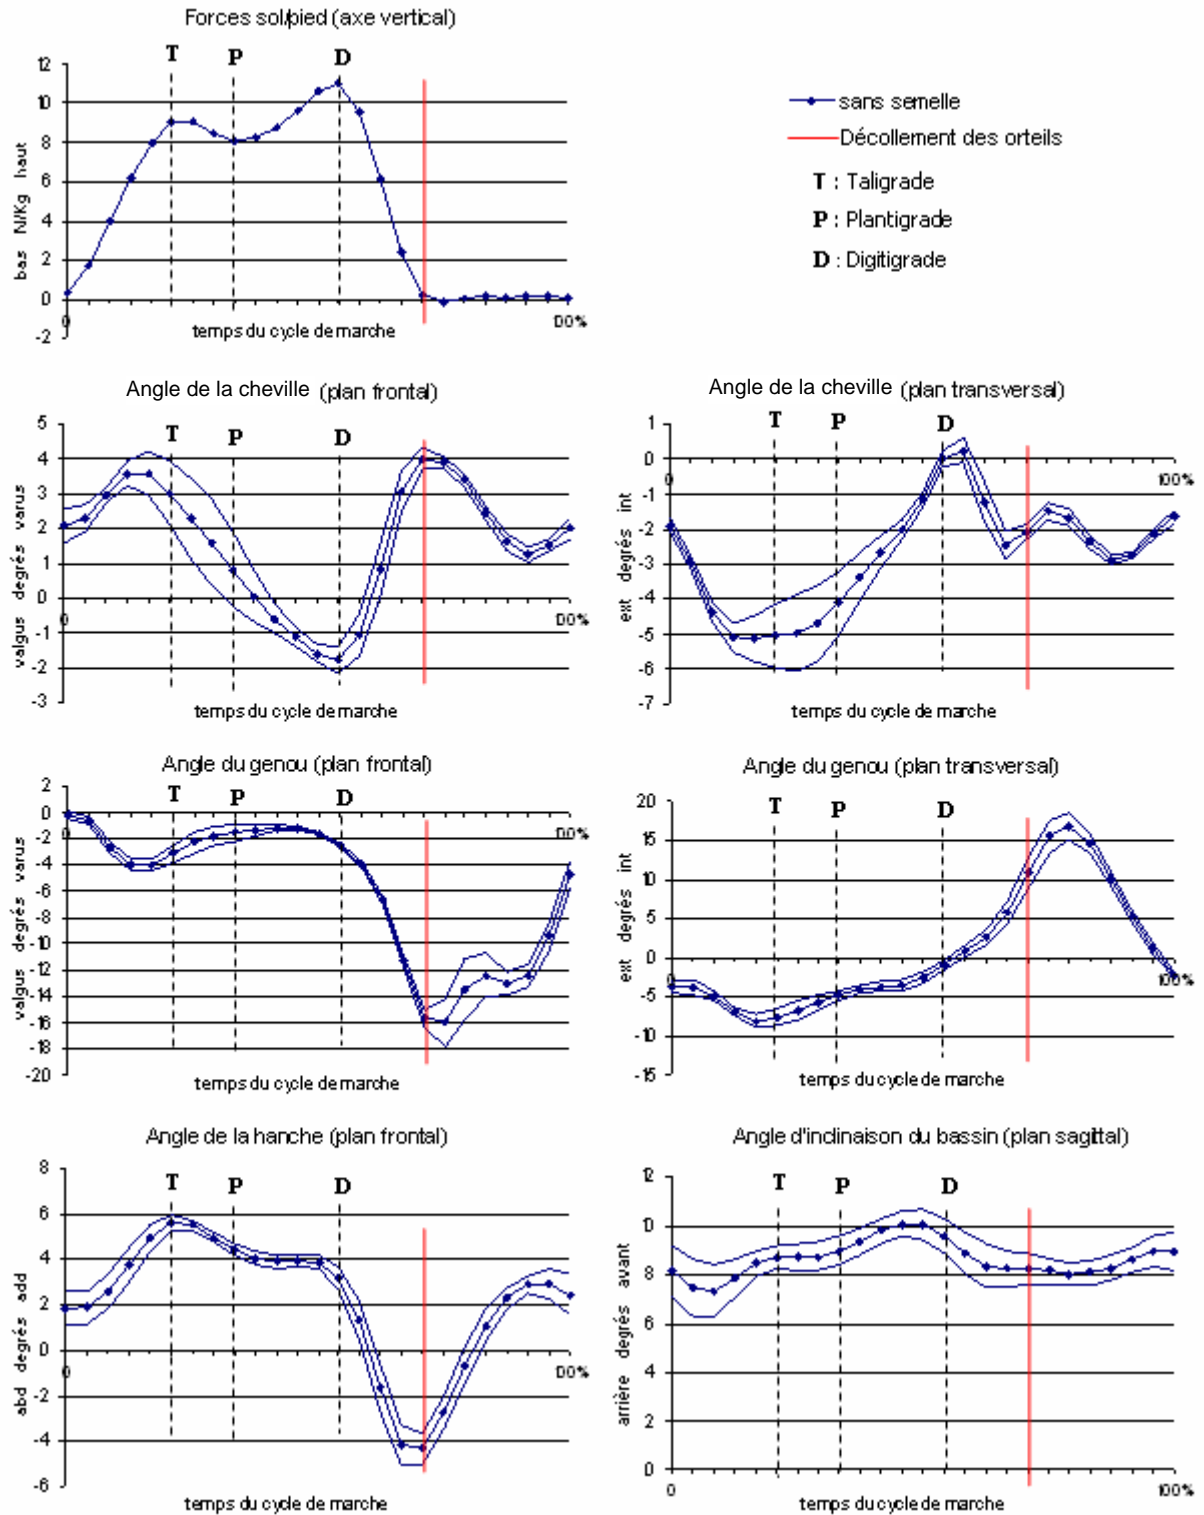 Forces sol/pied (axe vertical)
T P D
12
10
8
6
4
2
0
-2
bas N/Kg haut
0 100%
temps du cycle de marche
sans semelle
Décollement des orteils
T : Taligrade
P : Plantigrade
D : Digitigrade
Angle de la cheville (plan frontal)
T P D
5
4
3
2
1
0
-1
-2
-3
valgus degrés varus
0 100%
temps du cycle de marche
Angle de la cheville (plan transversal)
T P D
1
0
-1
-2
-3
-4
-5
-6
-7
ext degrés int
0 100%
temps du cycle de marche
Angle du genou (plan frontal)
T P D
2
0
-2
-4
-6
-8
-10
-12
-14
-16
-18
-20
valgus degrés varus
0 100%
temps du cycle de marche
Angle du genou (plan transversal)
T P D
20
15
10
5
0
-5
-10
-15
ext degrés int
0 100%
temps du cycle de marche
Angle de la hanche (plan frontal)
T P D
8
6
4
2
0
-2
-4
-6
abd degrés add
0 100%
temps du cycle de marche
Angle d'inclinaison du bassin (plan sagittal)
T P D
12
10
8
6
4
2
0
arrière degrés avant
0 100%
temps du cycle de marche